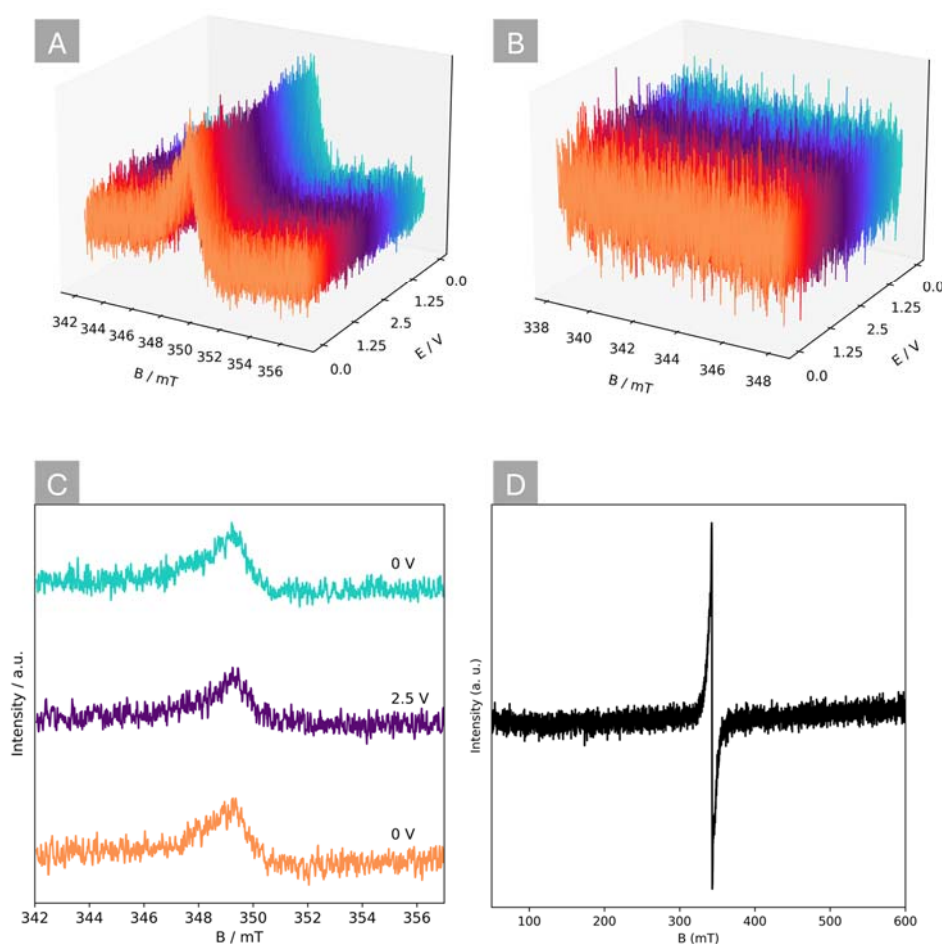 A
342
344
346
348
350
352
354
356
B / mT
0.0
1.25
2.5
1.25
0.0
E / V
B
338
340
342
344
346
348
B / mT
0.0
1.25
2.5
1.25
0.0
E / V
C
0 V
2.5 V
0 V
Intensity / a.u.
342 344 346 348 350 352 354 356
B / mT
D
Intensity (a. u.)
100 200 300 400 500 600
B (mT)